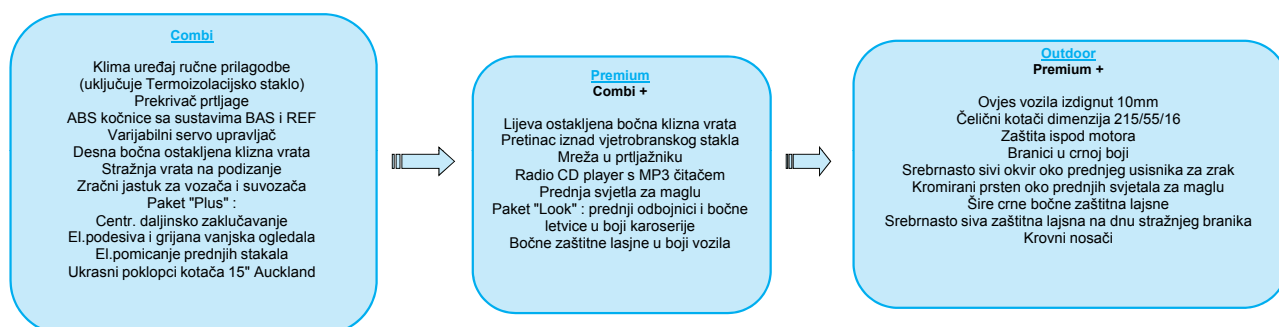 Combi
Klima uređaj ručne prilagodbe
(uključuje Termoizolacijsko staklo)
Prekrivač prtljage
ABS kočnice sa sustavima BAS i REF
Varijabilni servo upravljač
Desna bočna ostakljena klizna vrata
Stražnja vrata na podizanje
Zračni jastuk za vozača i suvozača
Paket "Plus" :
Centr. daljinsko zaključavanje
El.podesiva i grijana vanjska ogledala
El.pomicanje prednjih stakala
Ukrasni poklopci kotača 15" Auckland
Premium
Combi +
Lijeva ostakljena bočna klizna vrata
Pretinac iznad vjetrobranskog stakla
Mreža u prtljažniku
Radio CD player s MP3 čitačem
Prednja svjetla za maglu
Paket "Look" : prednji odbojnici i bočne
letvice u boji karoserije
Bočne zaštitne lasjne u boji vozila
Outdoor
Premium +
Ovjes vozila izdignut 10mm
Čelični kotači dimenzija 215/55/16
Zaštita ispod motora
Branici u crnoj boji
Srebrnasto sivi okvir oko prednjeg usisnika za zrak
Kromirani prsten oko prednjih svjetala za maglu
Šire crne bočne zaštitna lajsne
Srebrnasto siva zaštitna lajsna na dnu stražnjeg branika
Krovni nosači